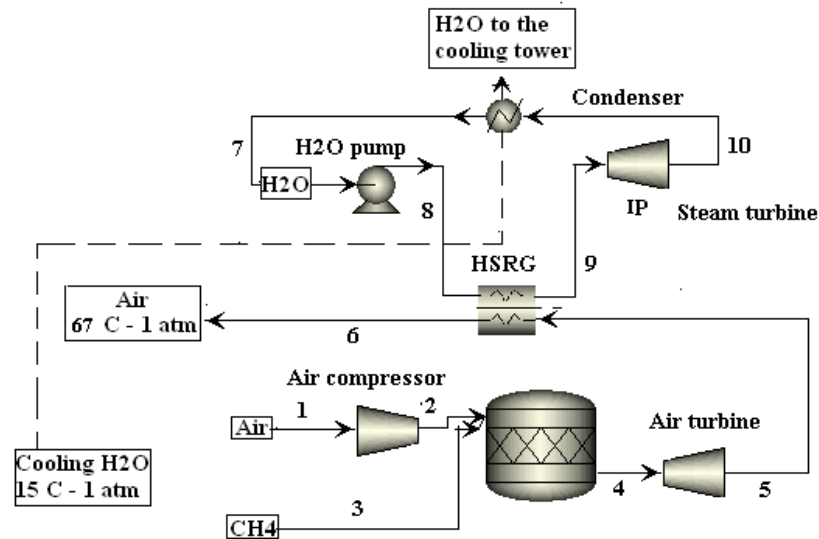 H2O to the
cooling tower
Condenser
7
H2O pump
10
H2O
8
IP
Steam turbine
HSRG
9
Air
67 C - 1 atm
6
Air compressor
1
2
Air
Air turbine
Cooling H2O
15 C - 1 atm
3
4
5
CH4